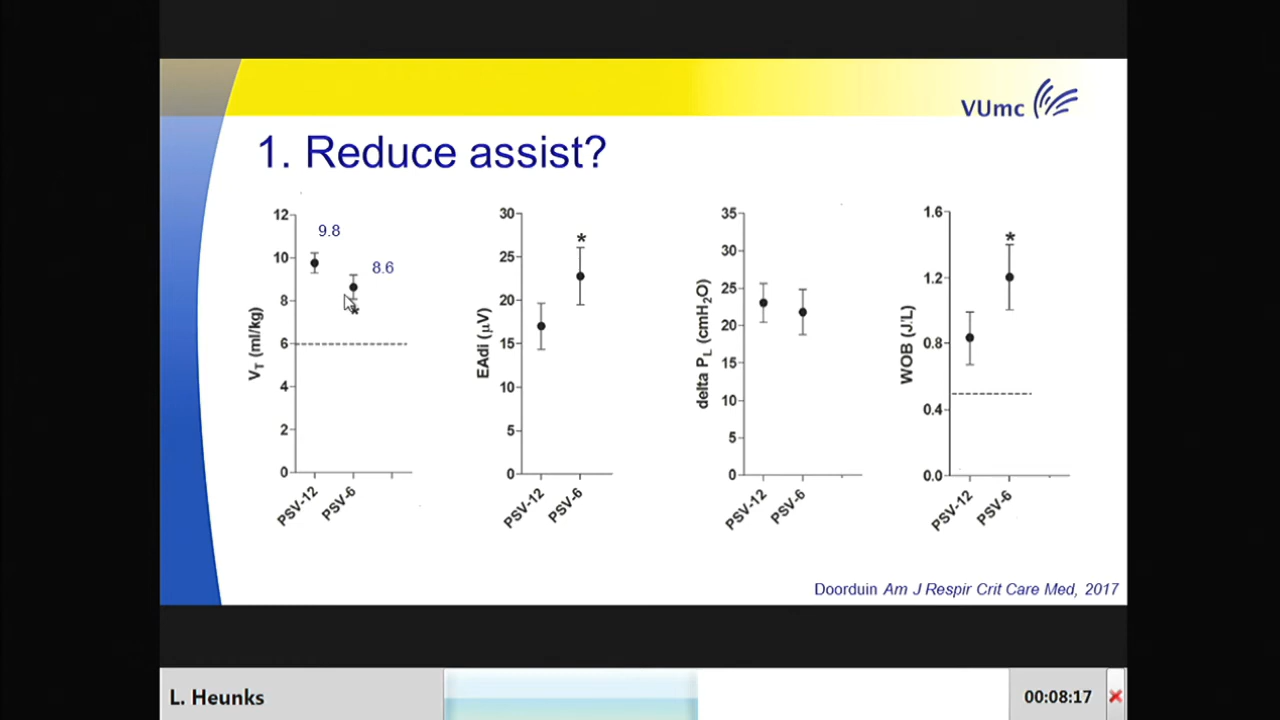 VUmc
1. Reduce assist?
12
10
8
6
4
2
0
V_T (ml/kg)
9.8
8.6
*
PSV-12
PSV-6
30
25
20
15
10
5
0
EAdi (μV)
*
PSV-12
PSV-6
35
30
25
20
15
10
5
0
delta P_L (cmH₂O)
PSV-12
PSV-6
1.6
1.2
0.8
0.4
0.0
WOB (J/L)
*
PSV-12
PSV-6
Doorduin Am J Respir Crit Care Med, 2017
L. Heunks
00:08:17